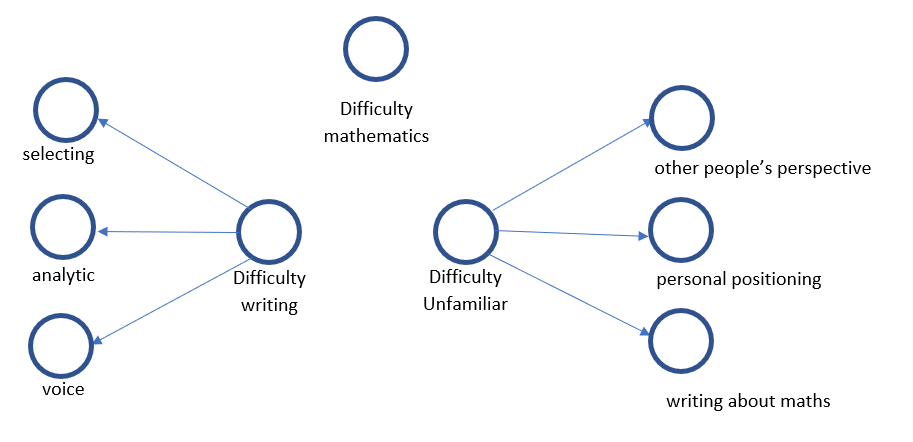 Difficulty
mathematics
selecting
other people’s perspective
analytic
Difficulty
writing
Difficulty
Unfamiliar
personal positioning
voice
writing about maths